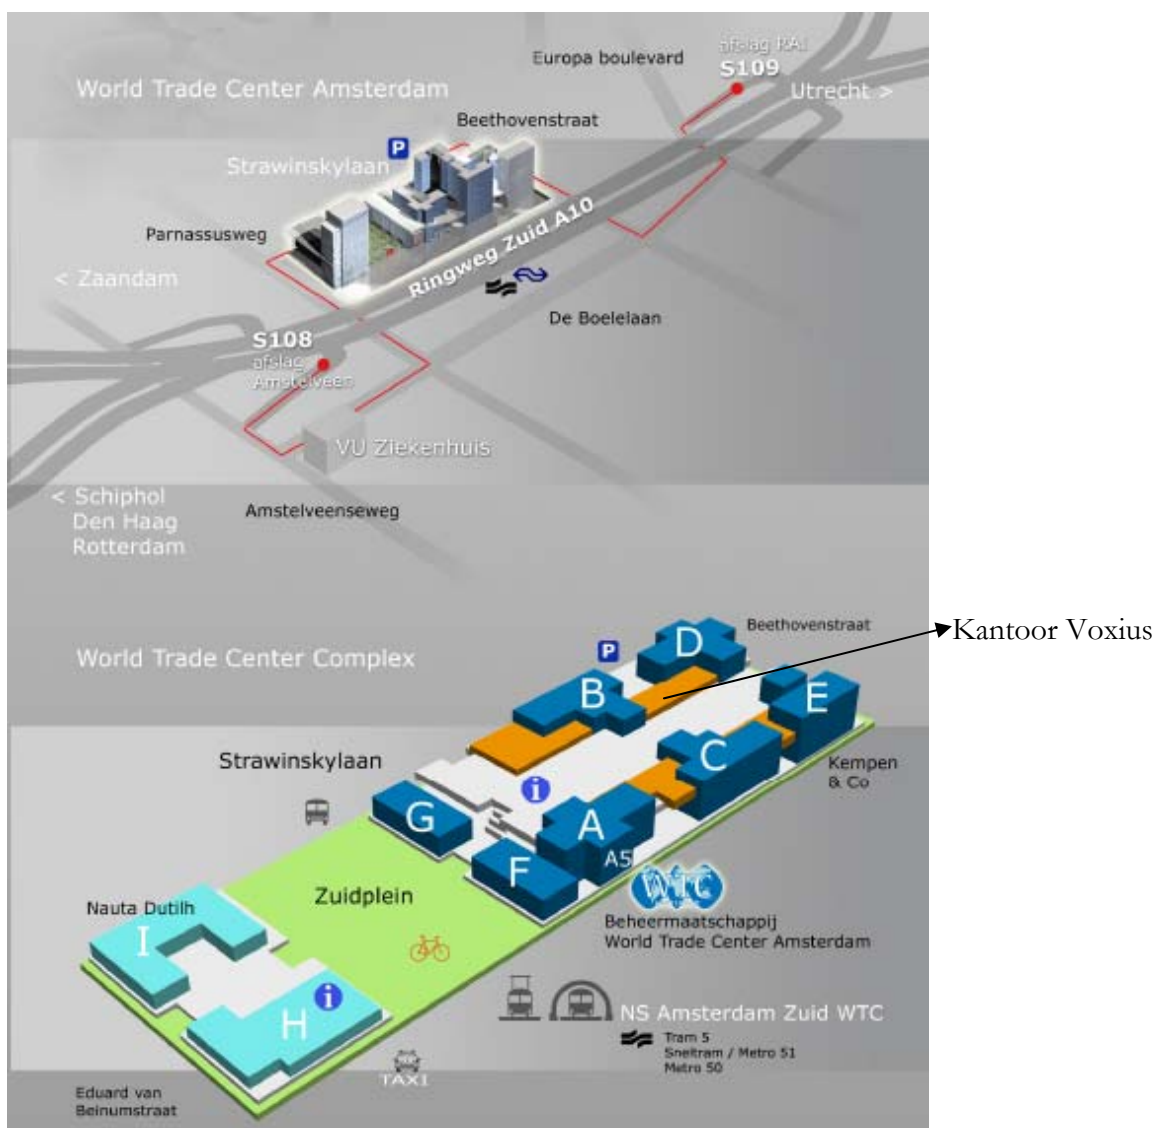 afslag RAI
Europa boulevard
S109
World Trade Center Amsterdam
Utrecht >
Beethovenstraat
P
Strawinskylaan
Parnassusweg
Ringweg Zuid A10
< Zaandam
De Boelelaan
S108
afslag
Amstelveen
VU Ziekenhuis
< Schiphol
Den Haag
Rotterdam
Amstelveenseweg
Kantoor Voxius
Beethovenstraat
D
P
World Trade Center Complex
B
E
C
Strawinskylaan
Kempen
& Co
i
G
A
A5
F
WTC
Zuidplein
Nauta Dutilh
Beheermaatschappij
World Trade Center Amsterdam
I
i
H
NS Amsterdam Zuid WTC
Tram 5
Sneltram / Metro 51
Metro 50
TAXI
Eduard van
Beinumstraat